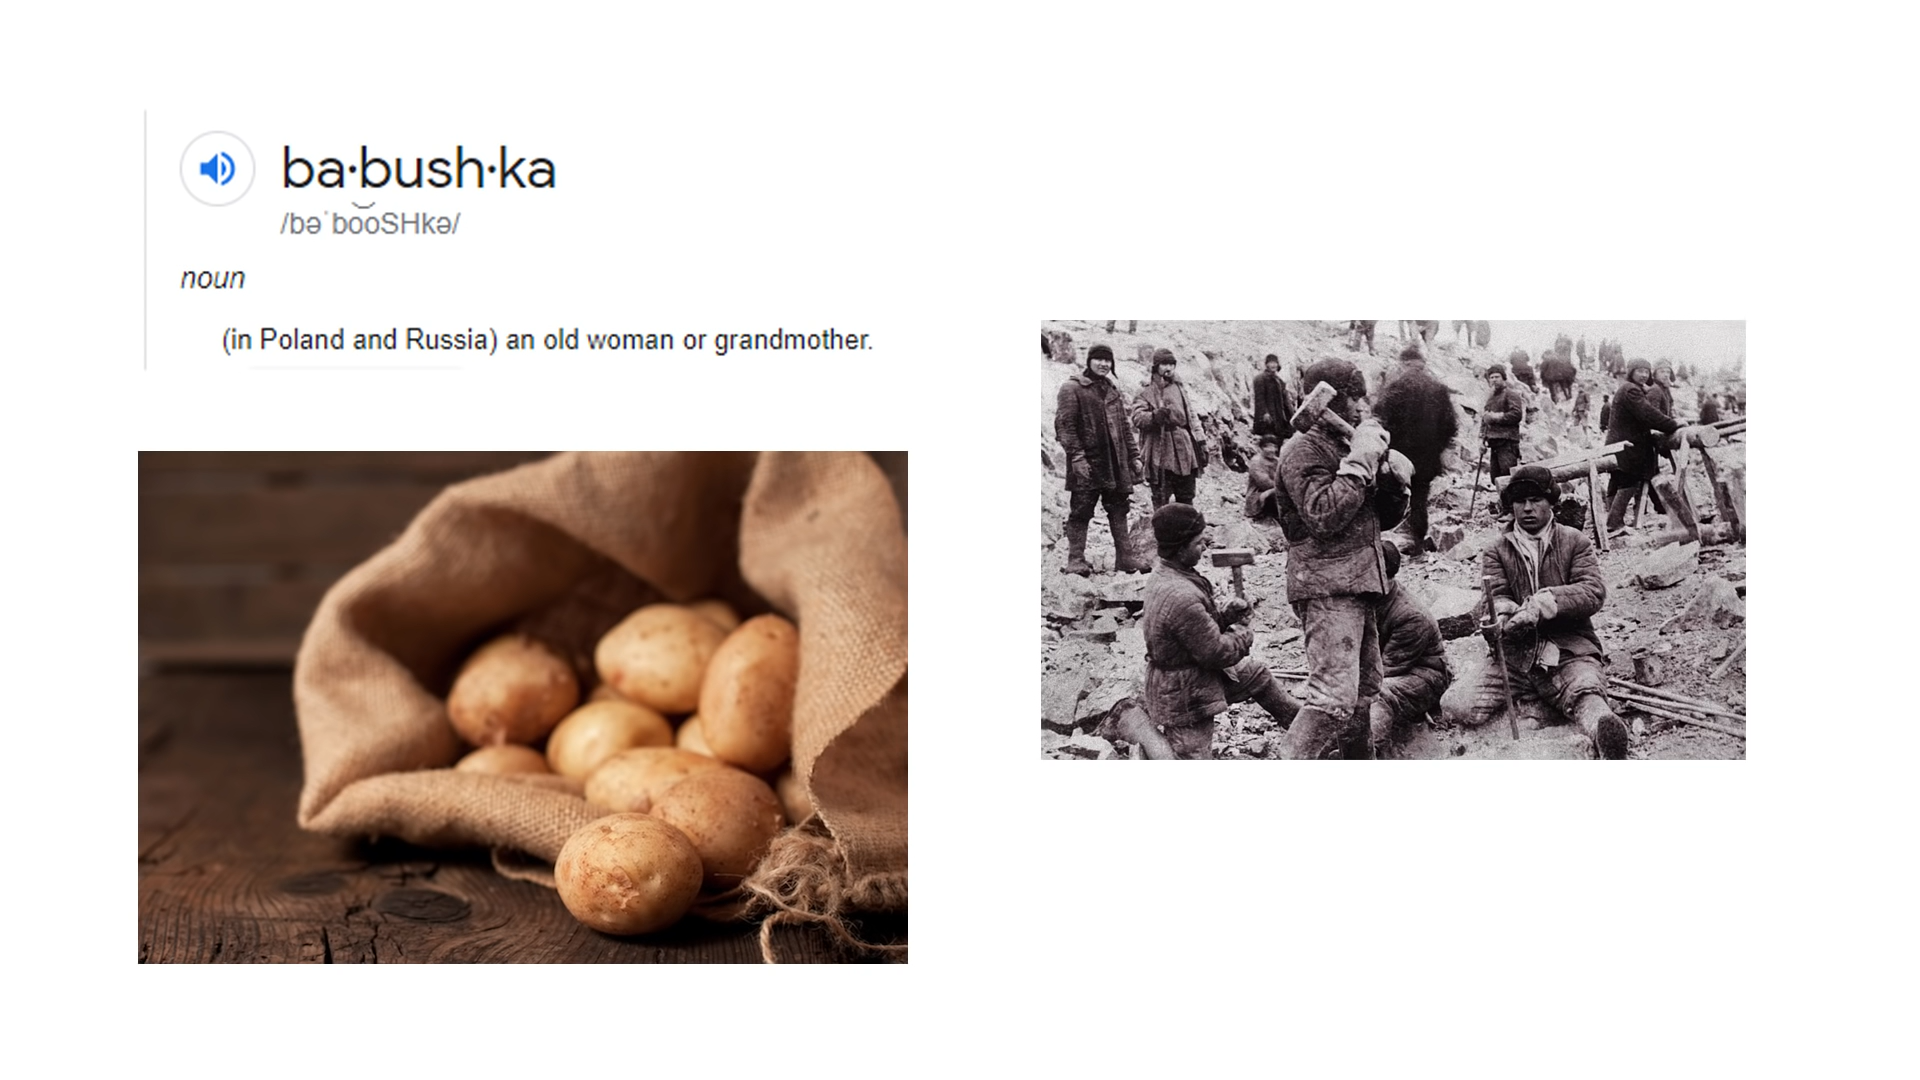 ba·bush·ka
/bəˈbo͝oSHkə/
noun
(in Poland and Russia) an old woman or grandmother.